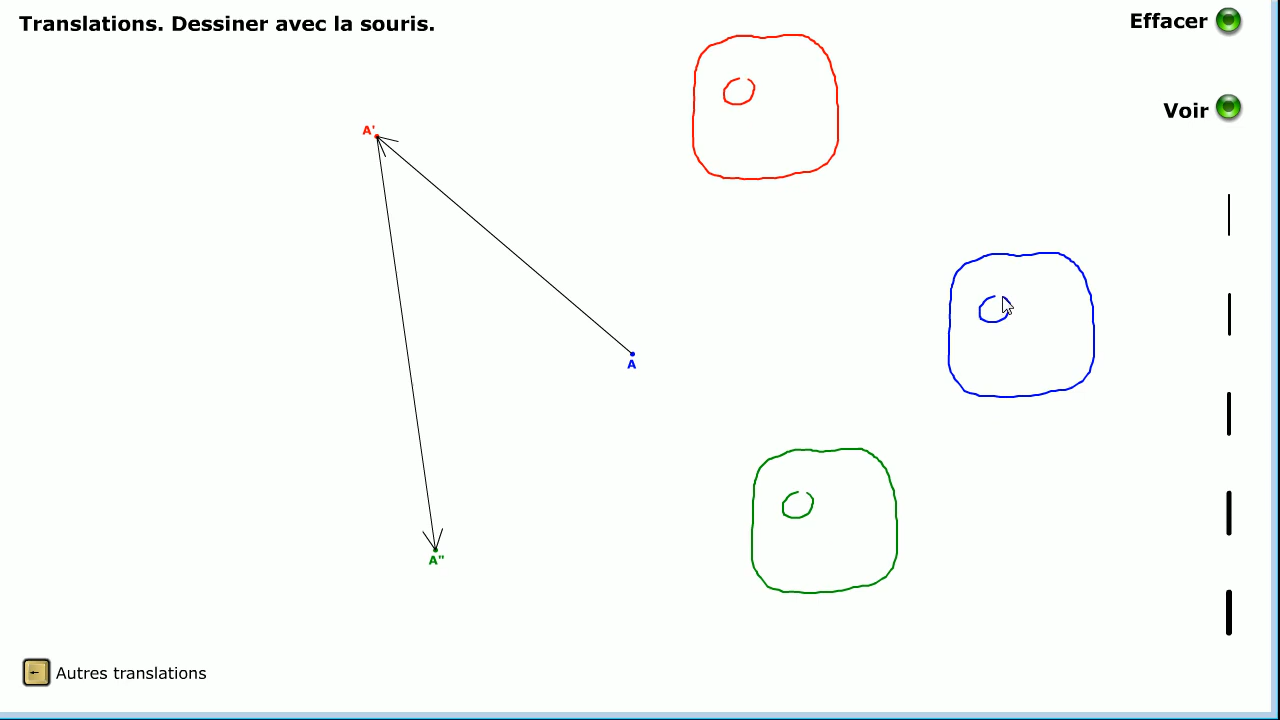 Translations. Dessiner avec la souris.
Effacer
Voir
A'
A
A"
Autres translations